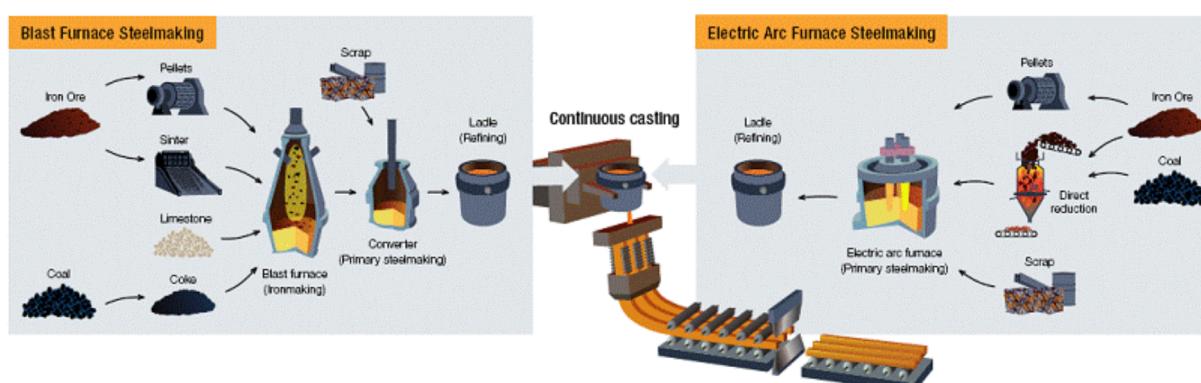 Blast Furnace Steelmaking
Electric Arc Furnace Steelmaking
Pellets
Iron Ore
Sinter
Limestone
Coal
Coke
Scrap
Blast furnace
(Ironmaking)
Converter
(Primary steelmaking)
Ladle
(Refining)
Continuous casting
Ladle
(Refining)
Pellets
Iron Ore
Coal
Direct
reduction
Electric arc furnace
(Primary steelmaking)
Scrap